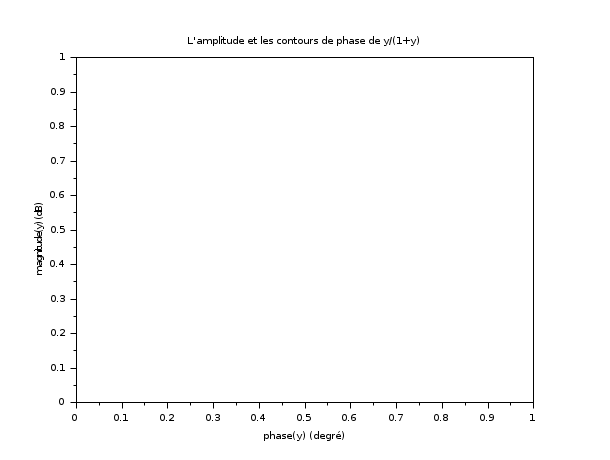 L'amplitude et les contours de phase de y/(1+y)
1
0.9
0.8
0.7
0.6
0.5
0.4
0.3
0.2
0.1
0
magnitude(y) (dB)
0 0.1 0.2 0.3 0.4 0.5 0.6 0.7 0.8 0.9 1
phase(y) (degré)